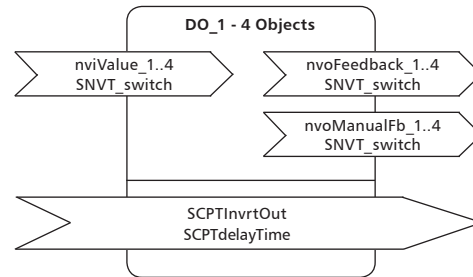 DO_1 - 4 Objects
nviValue_1..4
SNVT_switch
nvoFeedback_1..4
SNVT_switch
nvoManualFb_1..4
SNVT_switch
SCPTInvrtOut
SCPTdelayTime